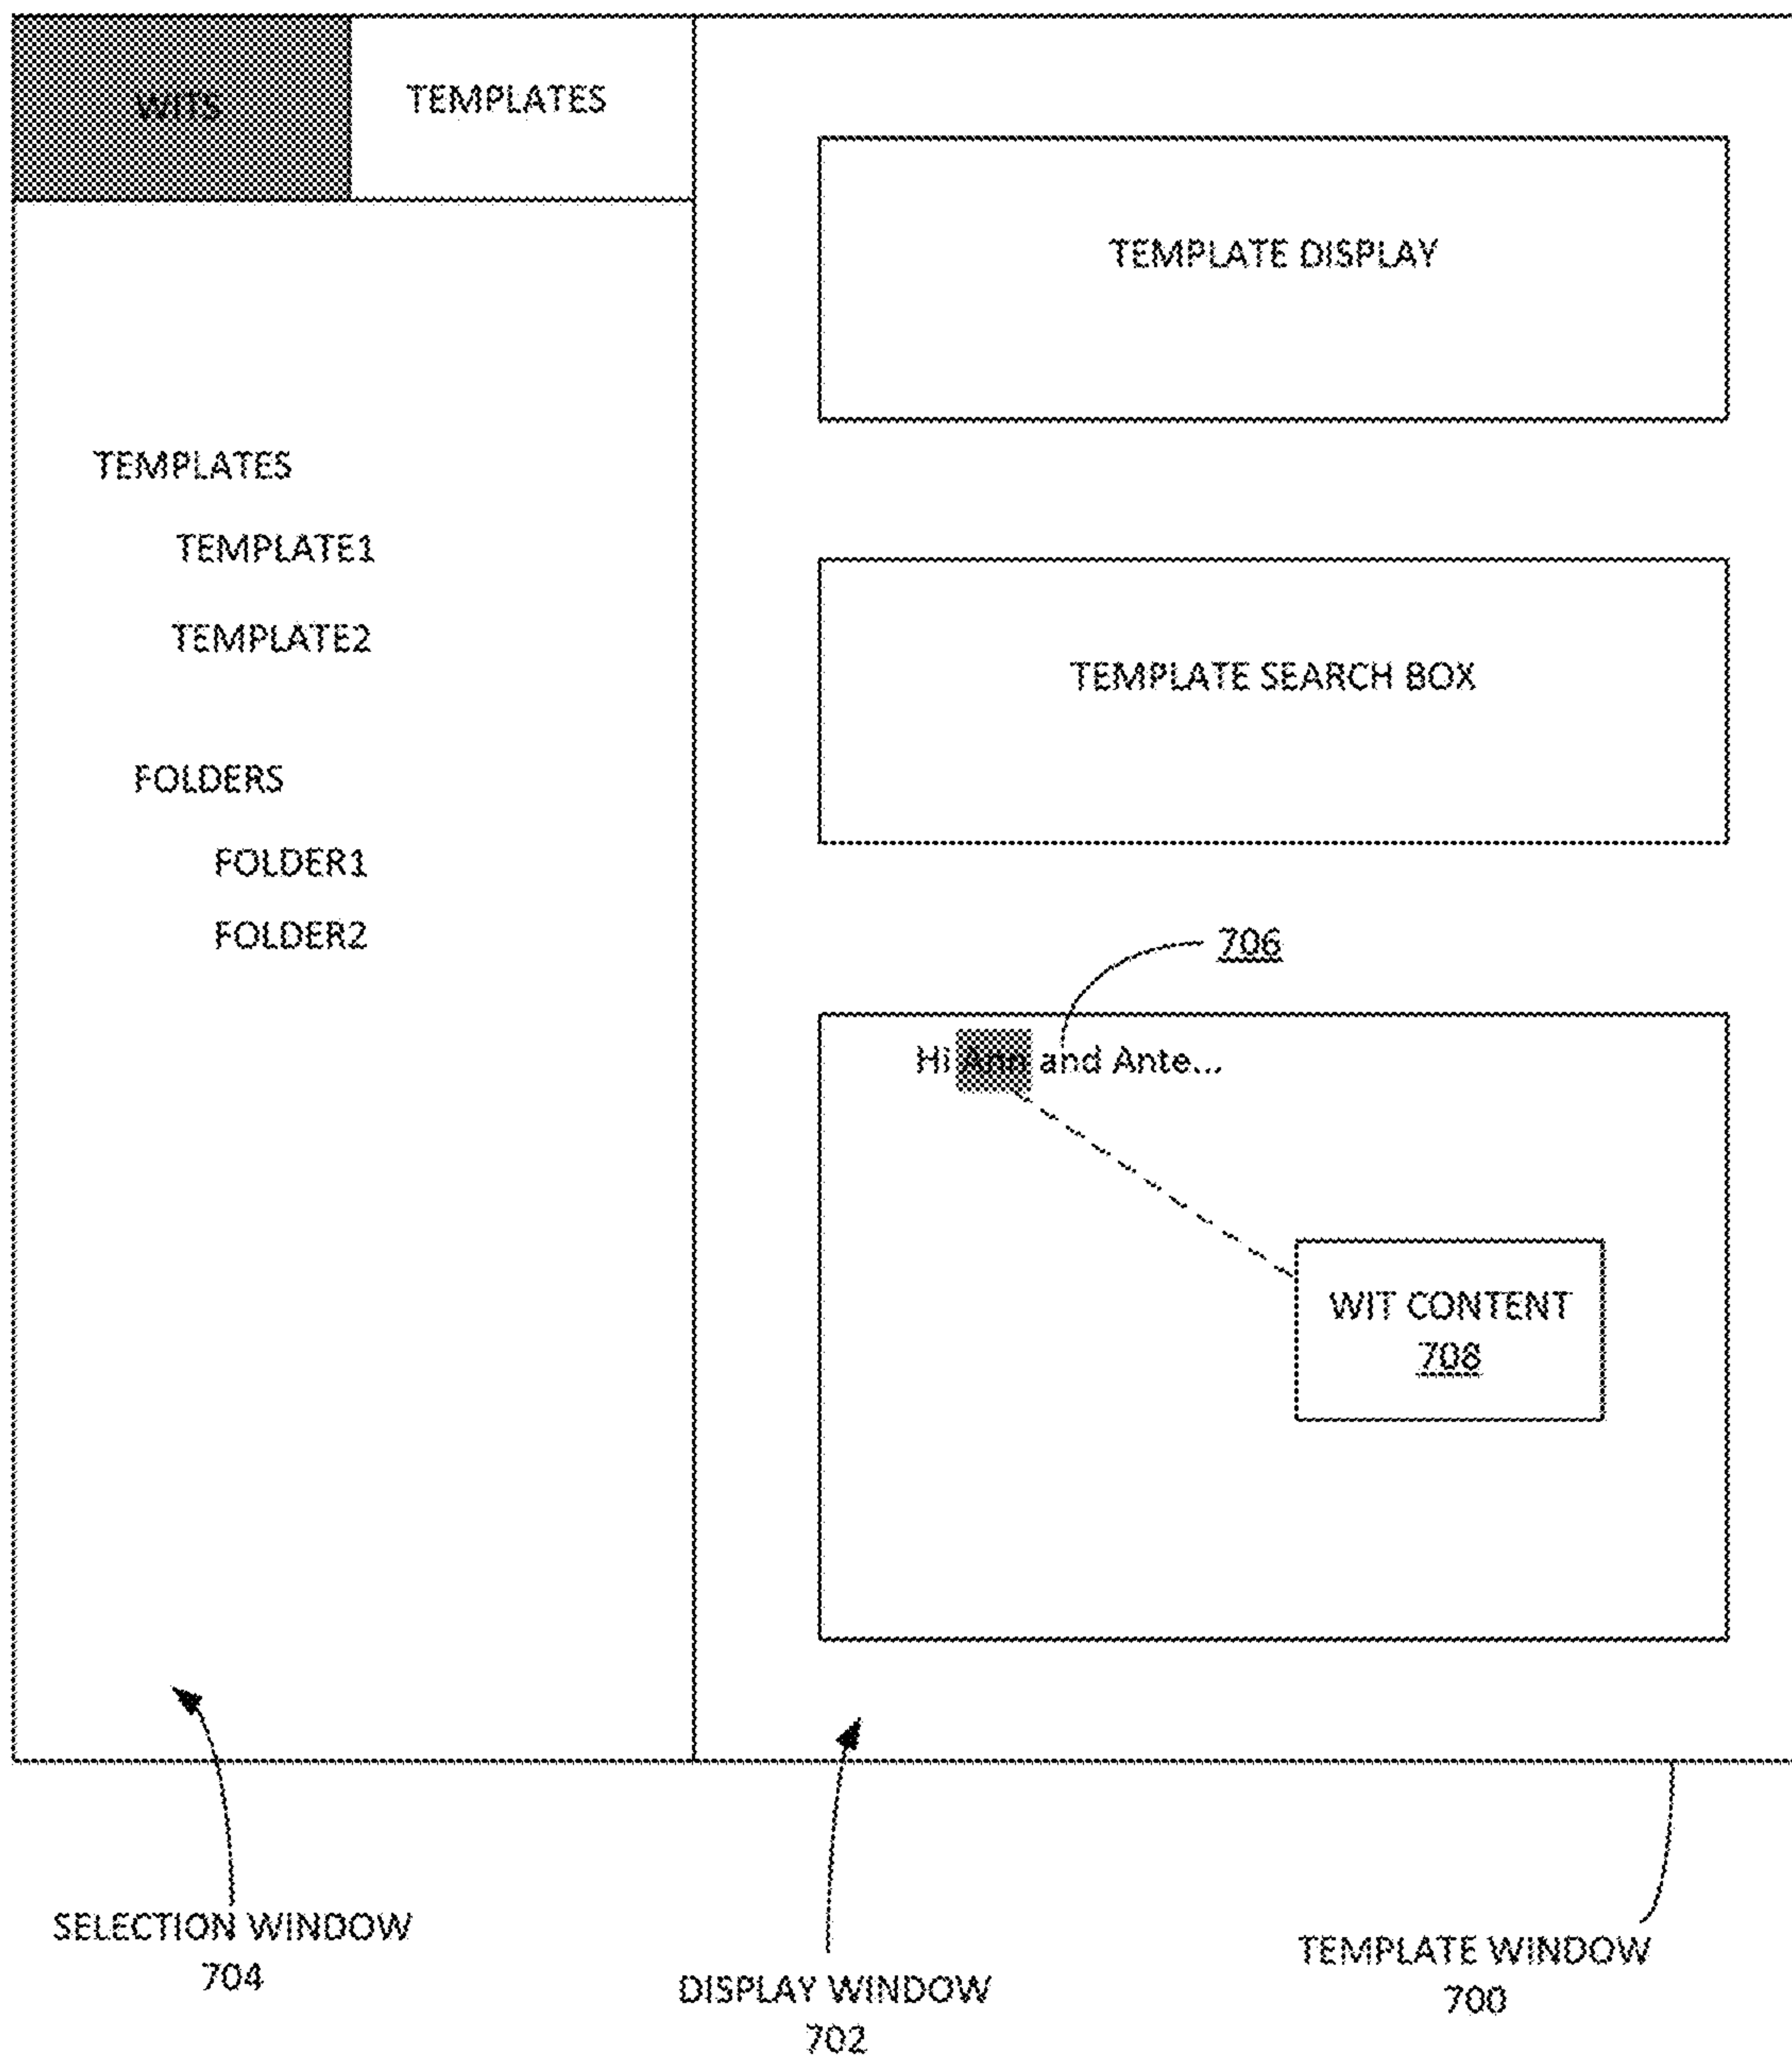 WITS
TEMPLATES
TEMPLATES
TEMPLATE1
TEMPLATE2
FOLDERS
FOLDER1
FOLDER2
TEMPLATE DISPLAY
TEMPLATE SEARCH BOX
706
Hi Ann and Ante...
WIT CONTENT
708
SELECTION WINDOW
704
DISPLAY WINDOW
702
TEMPLATE WINDOW
700